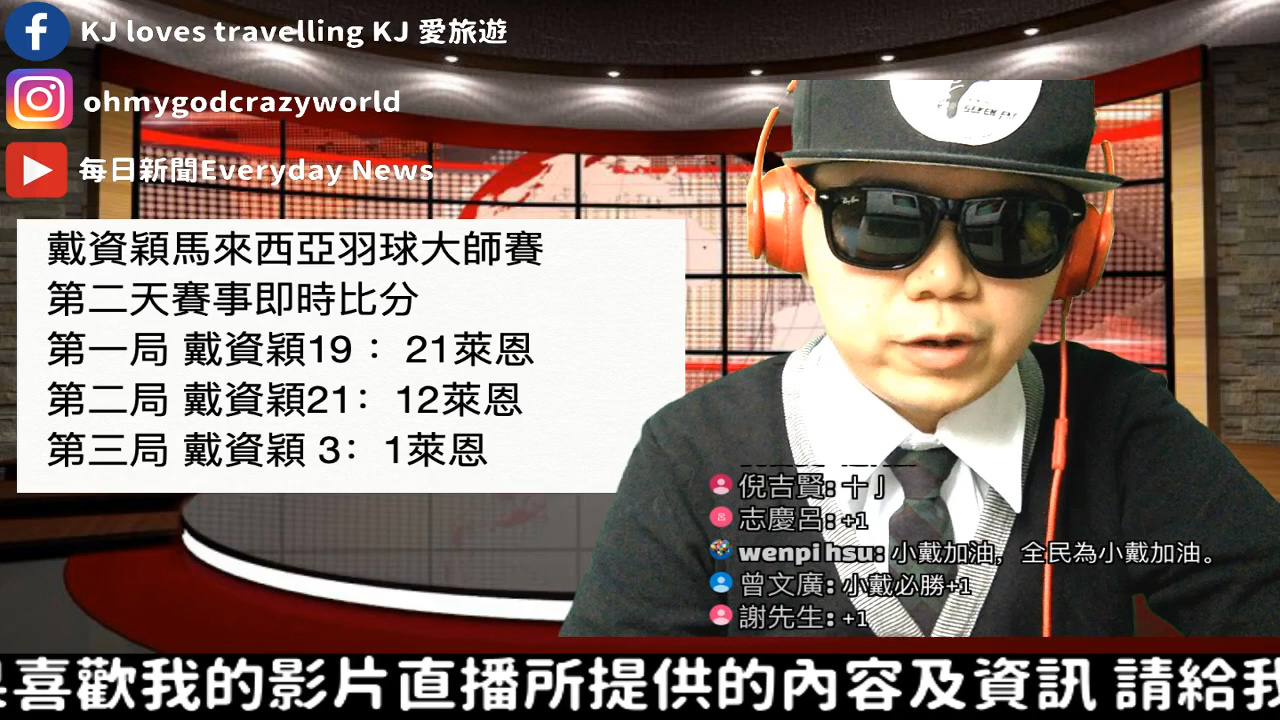 KJ loves travelling KJ 愛旅遊
ohmygodcrazyworld
每日新聞Everyday News
戴資穎馬來西亞羽球大師賽
第二天賽事即時比分
第一局 戴資穎19： 21萊恩
第二局 戴資穎21：12萊恩
第三局 戴資穎 3：1萊恩
Ray-Ban
倪吉賢: 十亅
志慶呂: +1
wenpi hsu: 小戴加油，全民為小戴加油。
曾文廣: 小戴必勝+1
謝先生: +1
喜歡我的影片直播所提供的內容及資訊 請給我